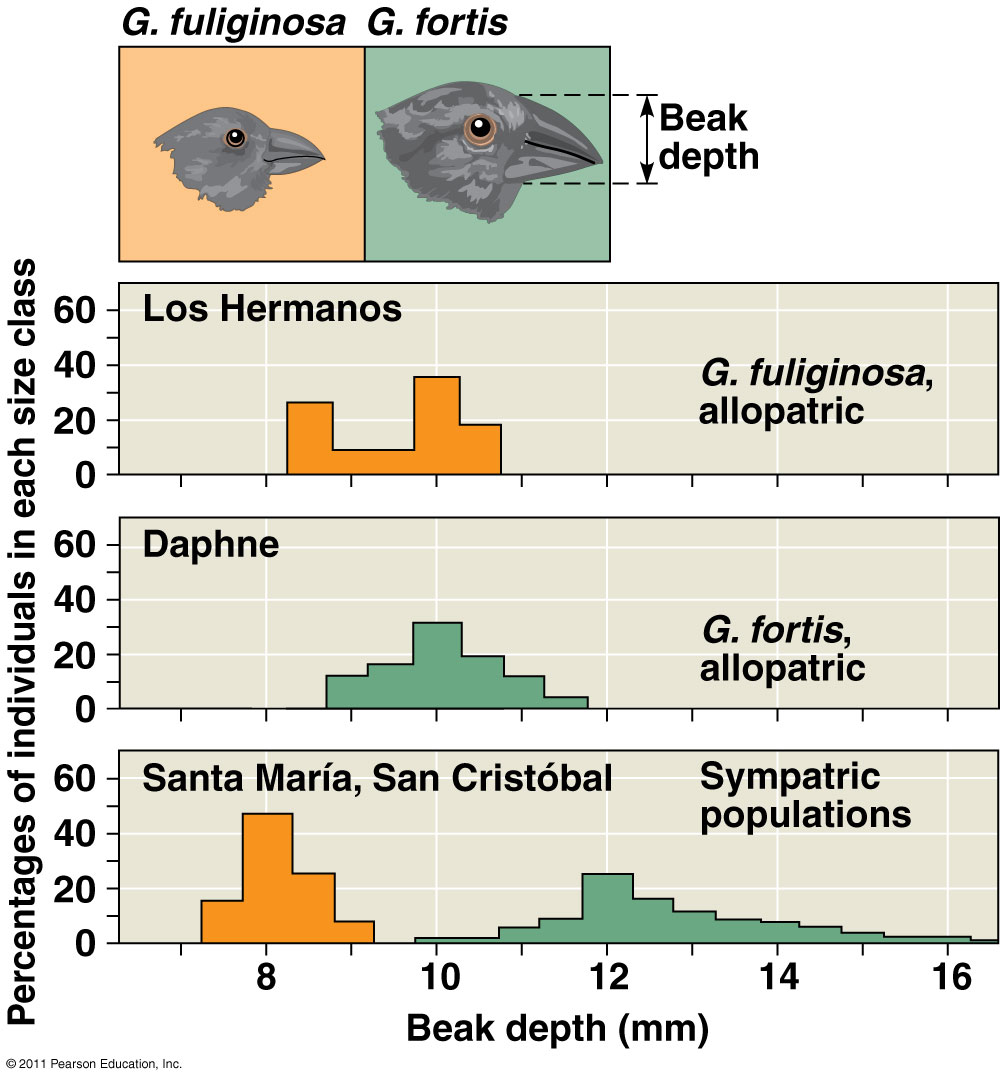 G. fuliginosa G. fortis
Beak
depth
Percentages of individuals in each size class
60
40
20
0
Los Hermanos
G. fuliginosa,
allopatric
60
40
20
0
Daphne
G. fortis,
allopatric
60
40
20
0
Santa María, San Cristóbal
Sympatric
populations
8 10 12 14 16
Beak depth (mm)
© 2011 Pearson Education, Inc.